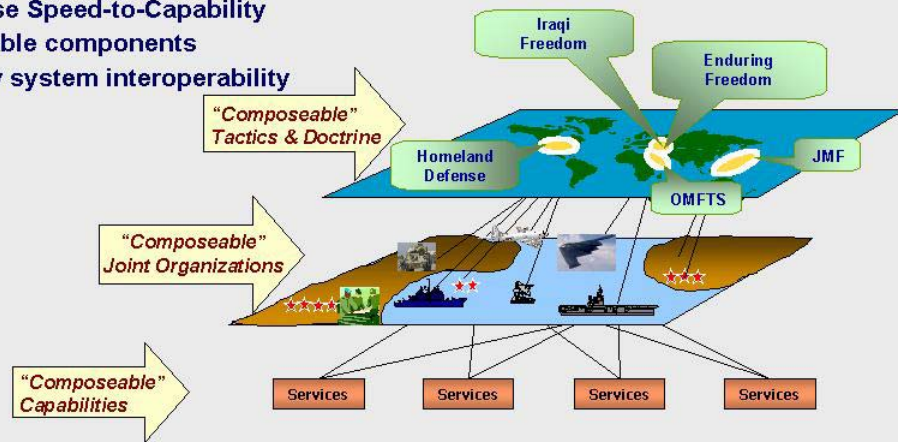 se Speed-to-Capability
able components
y system interoperability
Iraqi
Freedom
Enduring
Freedom
"Composeable"
Tactics & Doctrine
Homeland
Defense
JMF
OMFTS
"Composeable"
Joint Organizations
"Composeable"
Capabilities
Services
Services
Services
Services